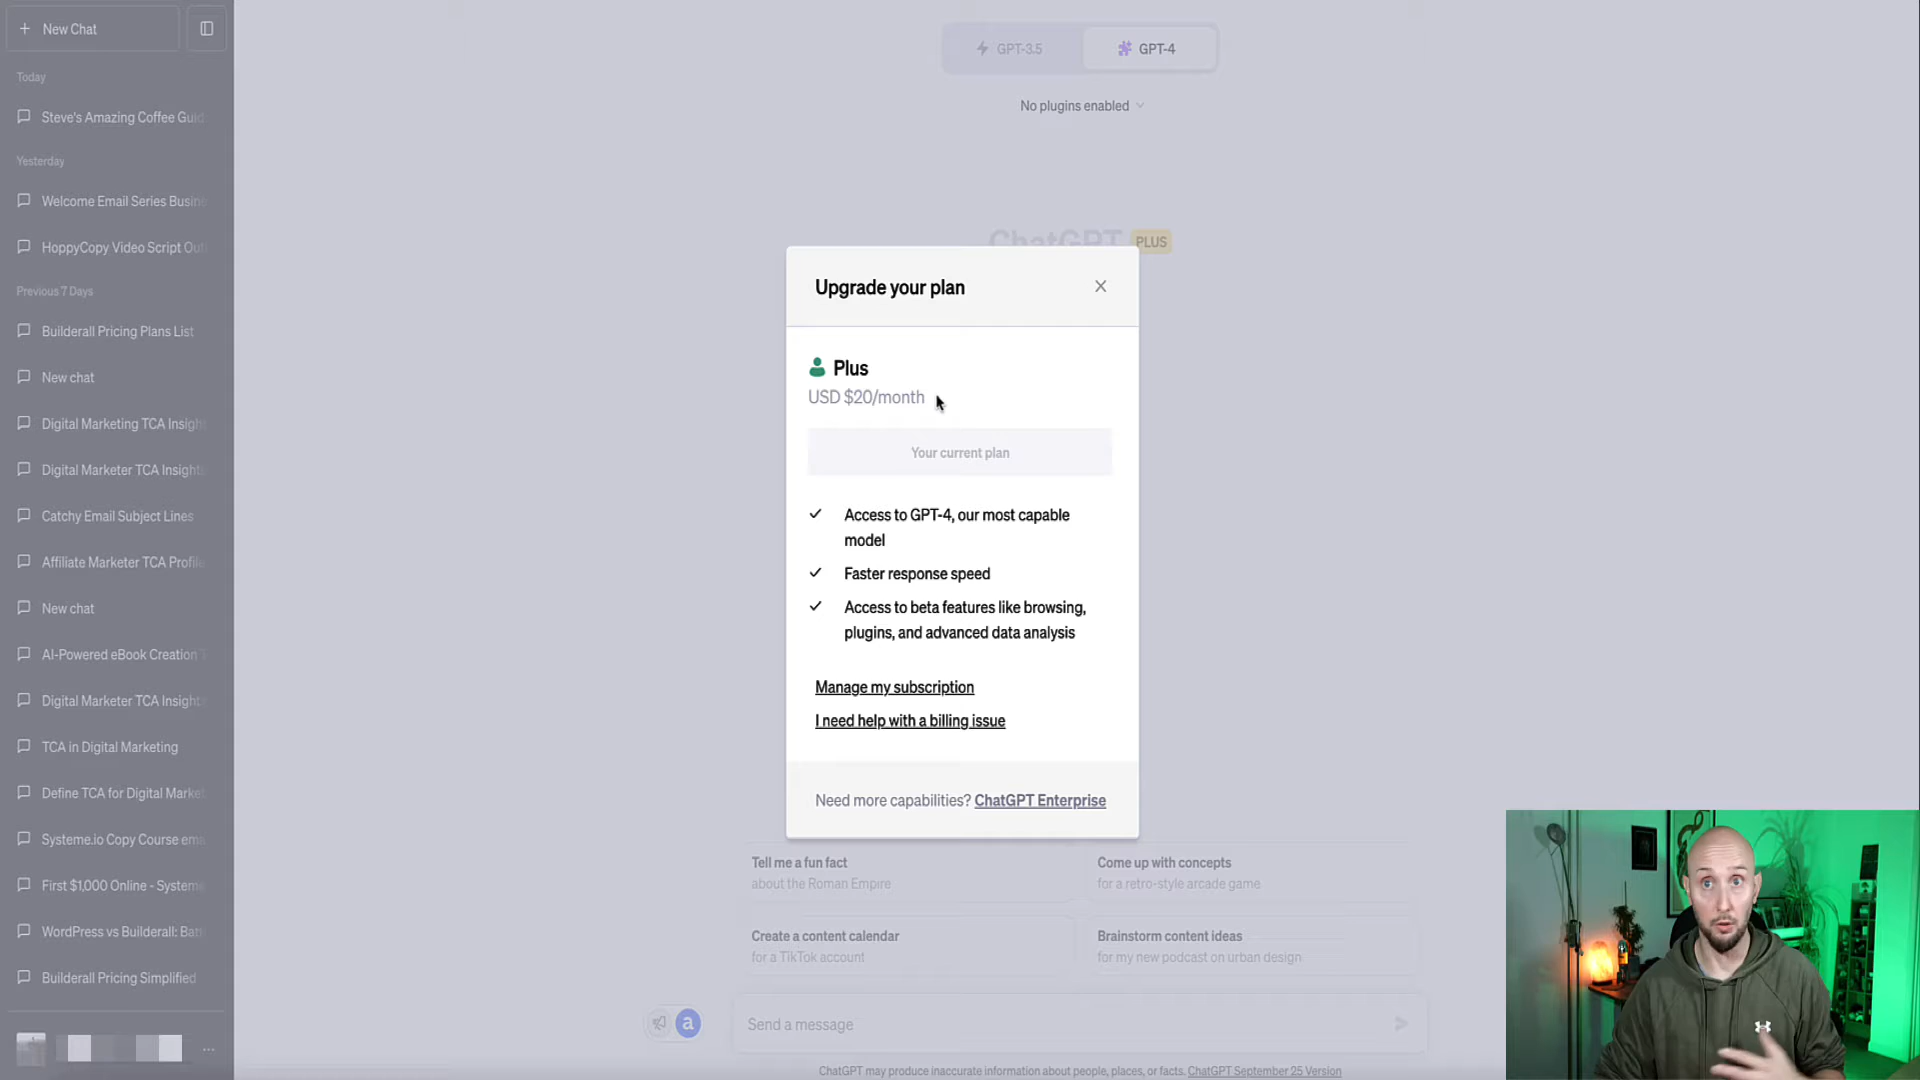 New Chat
Today
Steve's Amazing Coffee Guid
Yesterday
Welcome Email Series Busin
HoppyCopy Video Script Out
Previous 7 Days
Builderall Pricing Plans List
New chat
Digital Marketing TCA Insigh
Digital Marketer TCA Insights
Catchy Email Subject Lines
Affiliate Marketer TCA Profile
New chat
AI-Powered eBook Creation T
Digital Marketer TCA Insights
TCA in Digital Marketing
Define TCA for Digital Market
Systeme.io Copy Course ema
First $1,000 Online - Systeme
WordPress vs Builderall: Batt
Builderall Pricing Simplified
GPT-3.5
GPT-4
No plugins enabled
ChatGPT PLUS
Upgrade your plan
Plus
USD $20/month
Your current plan
Access to GPT-4, our most capable
model
Faster response speed
Access to beta features like browsing,
plugins, and advanced data analysis
Manage my subscription
I need help with a billing issue
Need more capabilities? ChatGPT Enterprise
Tell me a fun fact
about the Roman Empire
Come up with concepts
for a retro-style arcade game
Create a content calendar
for a TikTok account
Brainstorm content ideas
for my new podcast on urban design
a
Send a message
ChatGPT may produce inaccurate information about people, places, or facts. ChatGPT September 25 Version